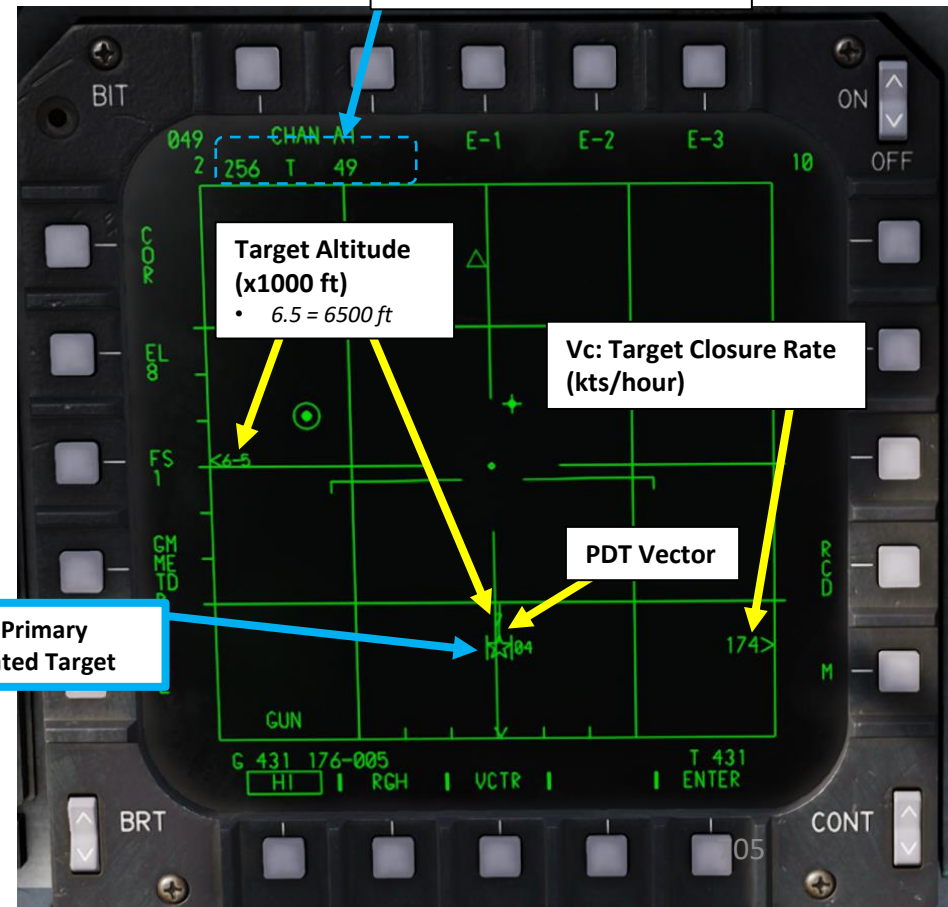 BIT
ON
OFF
049 CHAN A1 E-1 E-2 E-3
2 256 T 49 10
COR
Target Altitude
(x1000 ft)
• 6.5 = 6500 ft
Vc: Target Closure Rate
(kts/hour)
EL
8
<6-5
FS
1
PDT Vector
GM
ME
TD
RCD
Primary
ated Target
04
174>
M
GUN
G 431 176-005 T 431
HI RGH VCTR ENTER
BRT
CONT
705